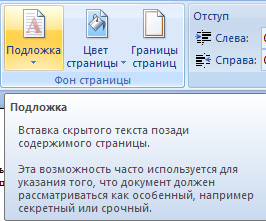 Подложка
Цвет страницы
Границы страниц
Отступ
Слева:
Справа:
Фон страницы
Подложка
Вставка скрытого текста позади
содержимого страницы.
Эта возможность часто используется для
указания того, что документ должен
рассматриваться как особенный, например
секретный или срочный.